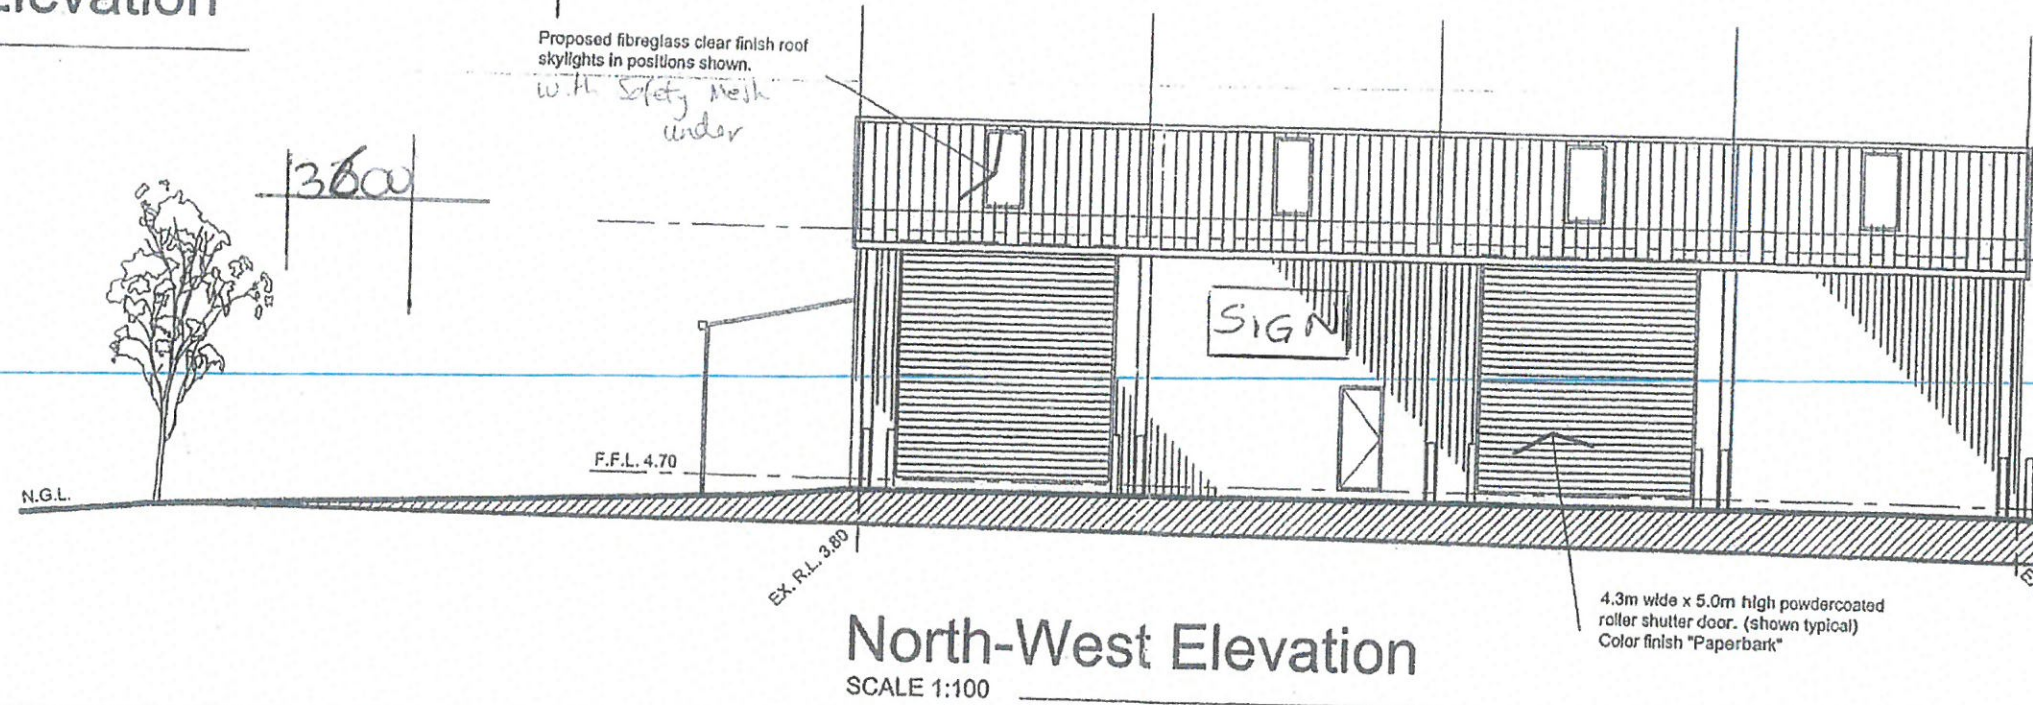 Elevation
Proposed fibreglass clear finish roof
skylights in positions shown.
with Safety Mesh
under
3600
SIGN
F.F.L. 4.70
N.G.L.
EX. R.L. 3.80
4.3m wide x 5.0m high powdercoated
roller shutter door. (shown typical)
Color finish "Paperbark"
North-West Elevation
SCALE 1:100